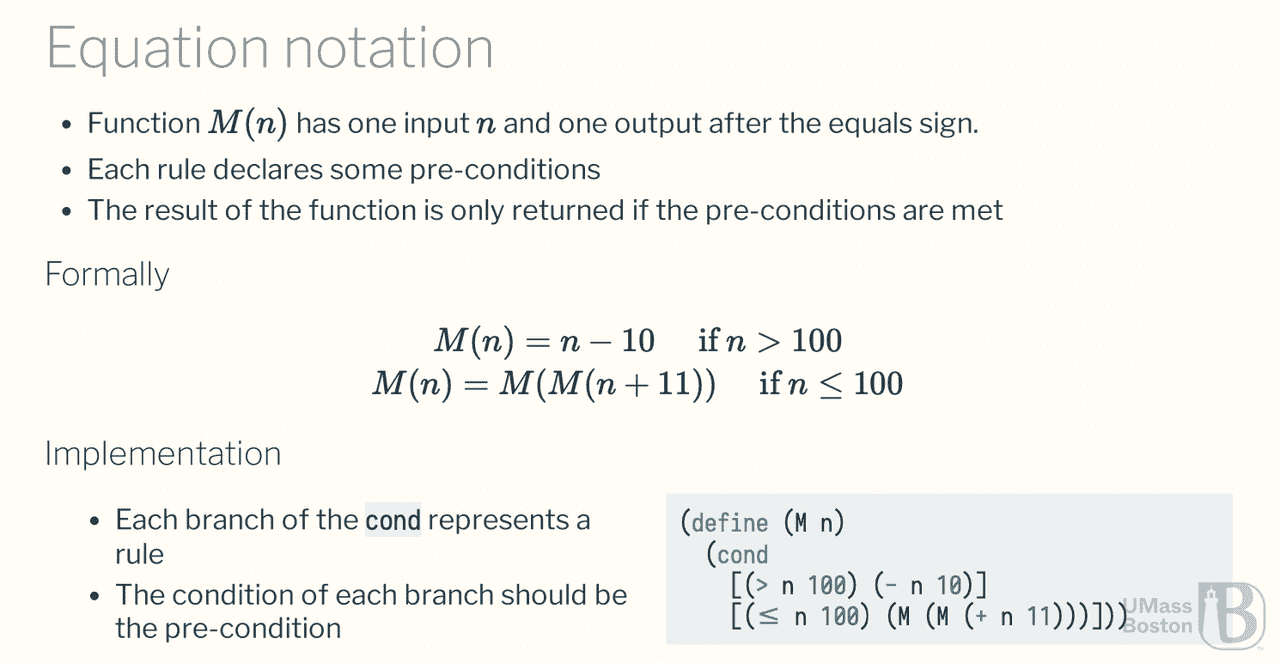 Equation notation
• Function M(n) has one input n and one output after the equals sign.
• Each rule declares some pre-conditions
• The result of the function is only returned if the pre-conditions are met
Formally
M(n) = n − 10 if n > 100
M(n) = M(M(n + 11)) if n ≤ 100
Implementation
• Each branch of the cond represents a
rule
• The condition of each branch should be
the pre-condition
(define (M n)
(cond
[(> n 100) (- n 10)]
[(≤ n 100) (M (M (+ n 11)))]))
UMass
Boston
B